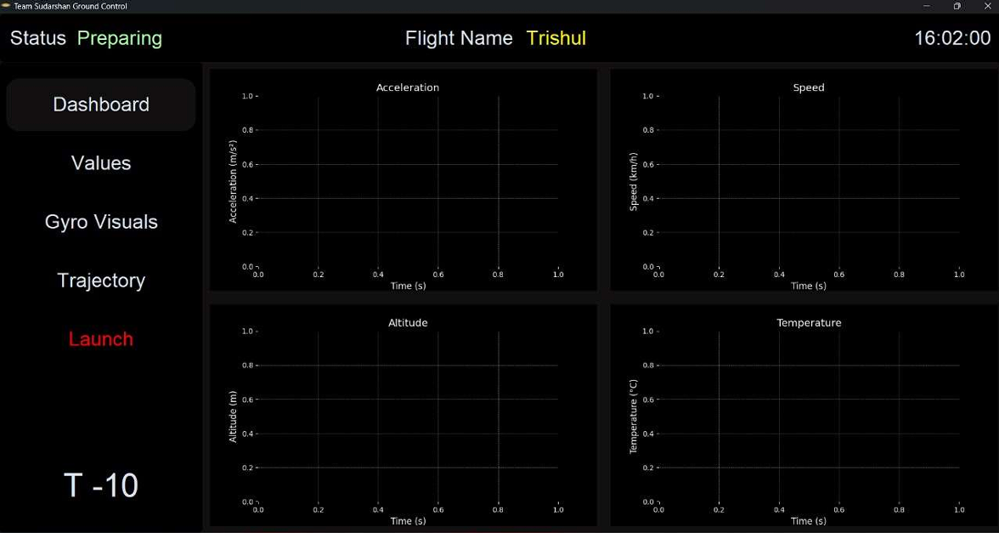 Team Sudarshan Ground Control
Status Preparing
Flight Name Trishul
16:02:00
Dashboard
Values
Gyro Visuals
Trajectory
Launch
T -10
Acceleration
Acceleration (m/s²)
1.0
0.8
0.6
0.4
0.2
0.0
0.0 0.2 0.4 0.6 0.8 1.0
Time (s)
Speed
Speed (km/h)
1.0
0.8
0.6
0.4
0.2
0.0
0.0 0.2 0.4 0.6 0.8 1.0
Time (s)
Altitude
Altitude (m)
1.0
0.8
0.6
0.4
0.2
0.0
0.0 0.2 0.4 0.6 0.8 1.0
Time (s)
Temperature
Temperature (°C)
1.0
0.8
0.6
0.4
0.2
0.0
0.0 0.2 0.4 0.6 0.8 1.0
Time (s)